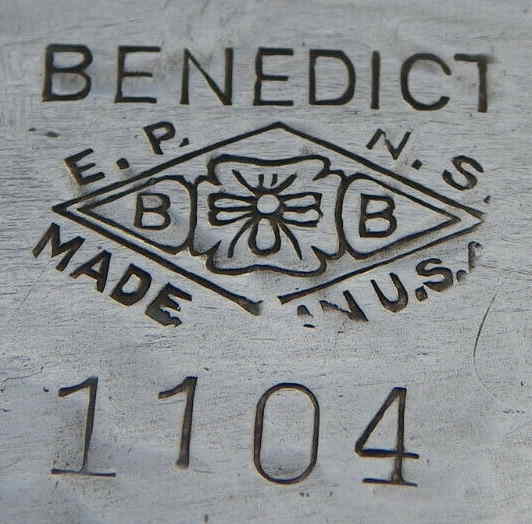 BENEDICT
E. P. N. S.
B B
MADE IN U.S.A
1104